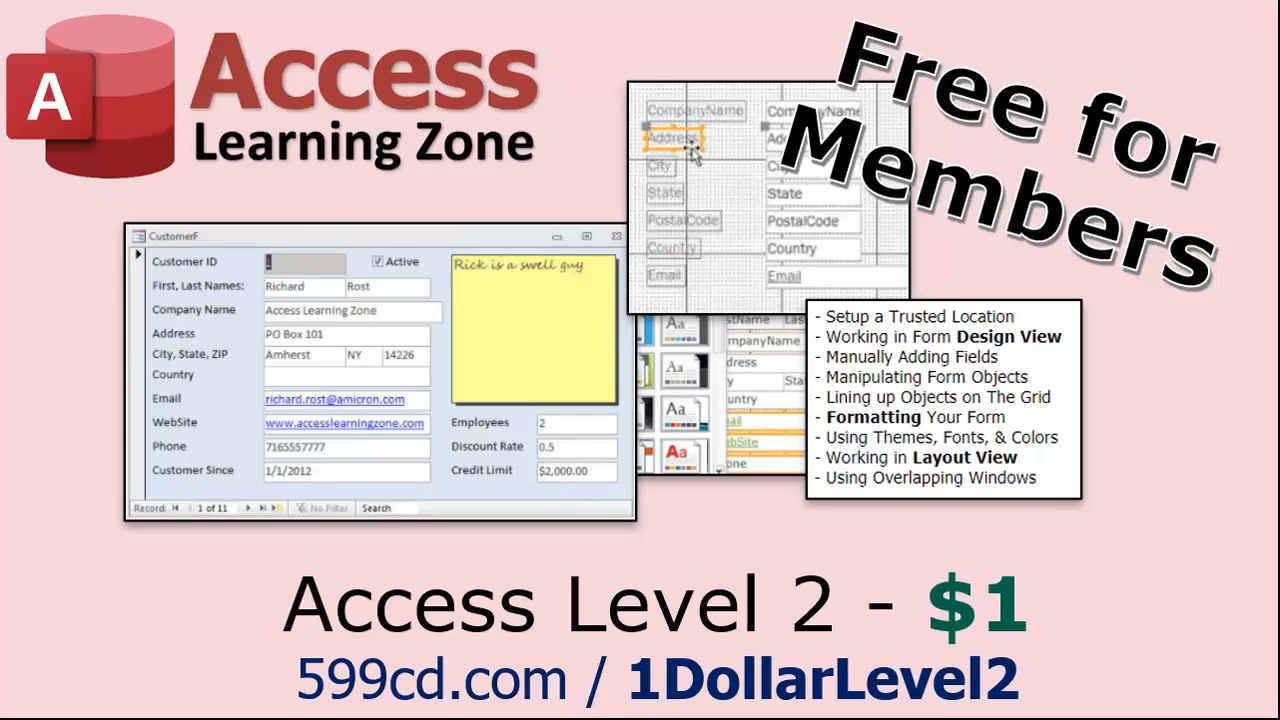 A
Access
Learning Zone
Free for
Members
CompanyName CompanyName
Address
City
State State
PostalCode PostalCode
Country Country
Email Email
CustomerF
Customer ID Active
First, Last Names: Richard Rost
Company Name Access Learning Zone
Address PO Box 101
City, State, ZIP Amherst NY 14226
Country
Email richard.rost@amicron.com
WebSite www.accesslearningzone.com
Phone 7165557777
Customer Since 1/1/2012
Rick is a swell guy
Employees 2
Discount Rate 0.5
Credit Limit $2,000.00
Record: 1 of 11 No Filter Search
Aa
Aa
Aa
Aa
- Setup a Trusted Location
- Working in Form Design View
- Manually Adding Fields
- Manipulating Form Objects
- Lining up Objects on The Grid
- Formatting Your Form
- Using Themes, Fonts, & Colors
- Working in Layout View
- Using Overlapping Windows
Access Level 2 - $1
599cd.com / 1DollarLevel2